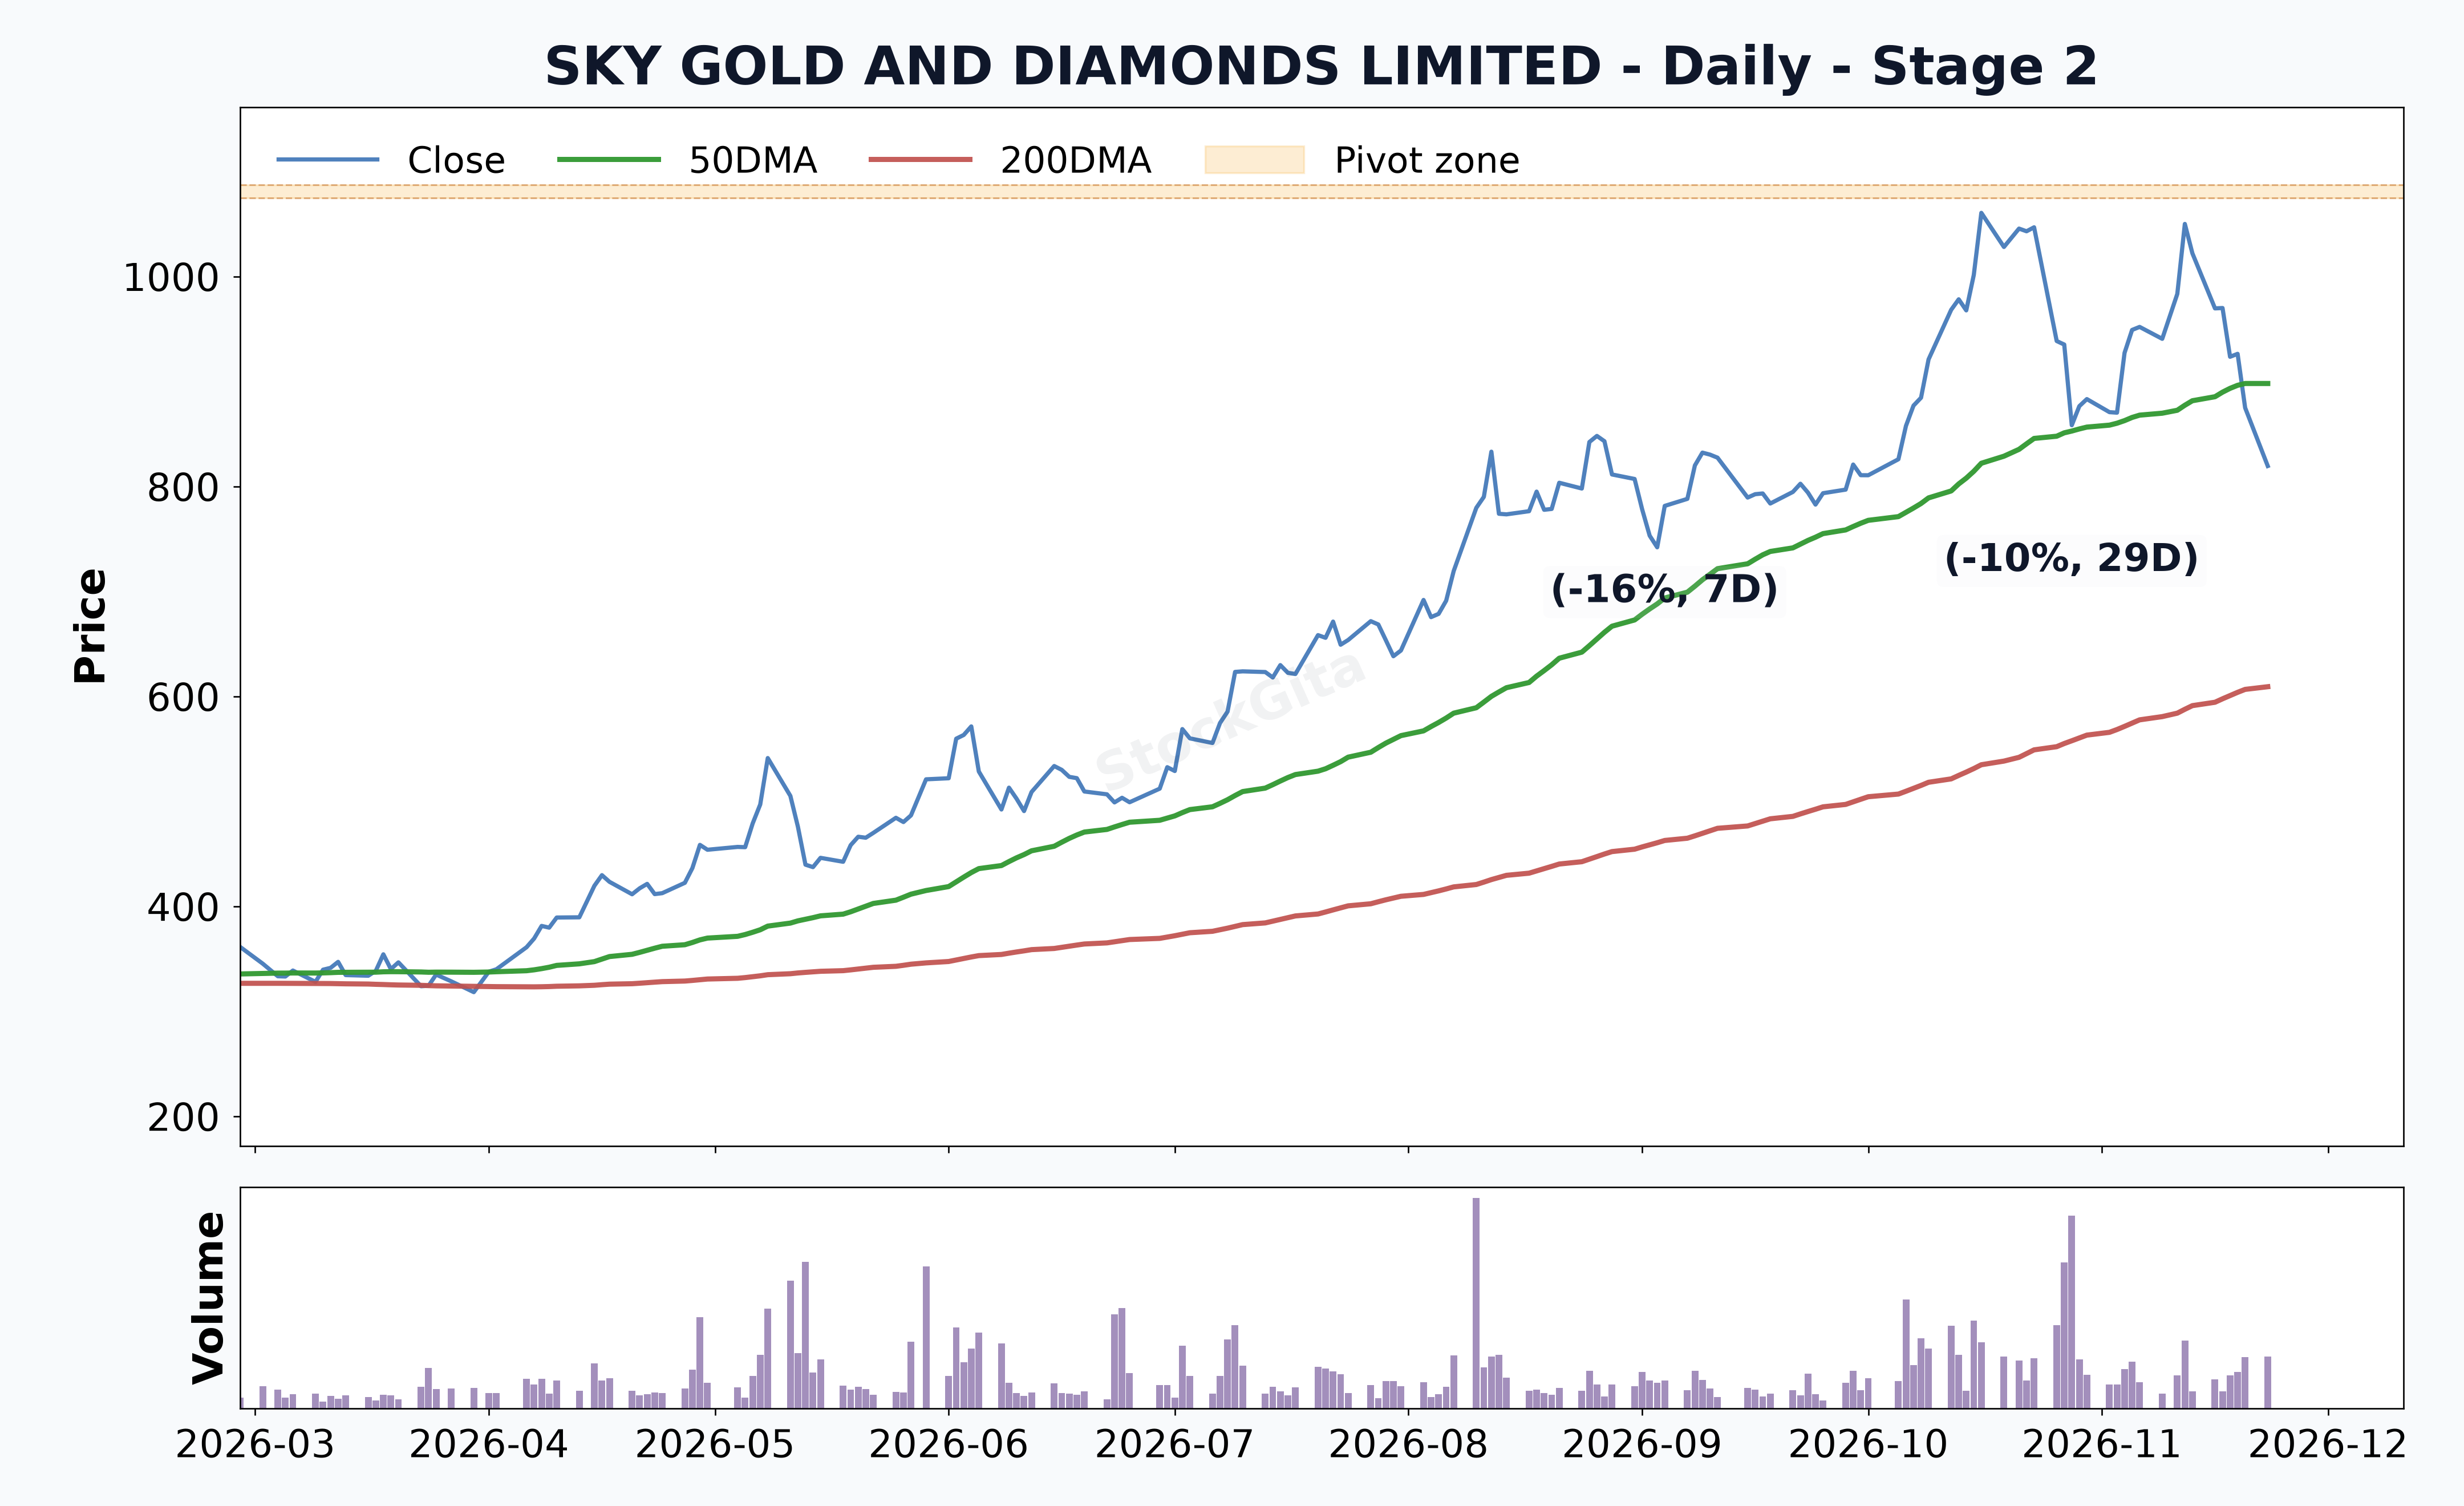 SKY GOLD AND DIAMONDS LIMITED - Daily - Stage 2
Close 50DMA 200DMA Pivot zone
1000
800
600
400
200
Price
(-16%, 7D)
(-10%, 29D)
StockGita
Volume
2026-03 2026-04 2026-05 2026-06 2026-07 2026-08 2026-09 2026-10 2026-11 2026-12